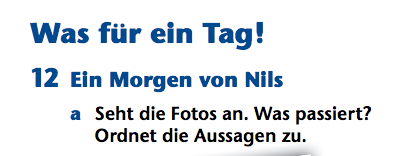 Was für ein Tag!
12 Ein Morgen von Nils
a Seht die Fotos an. Was passiert?
Ordnet die Aussagen zu.